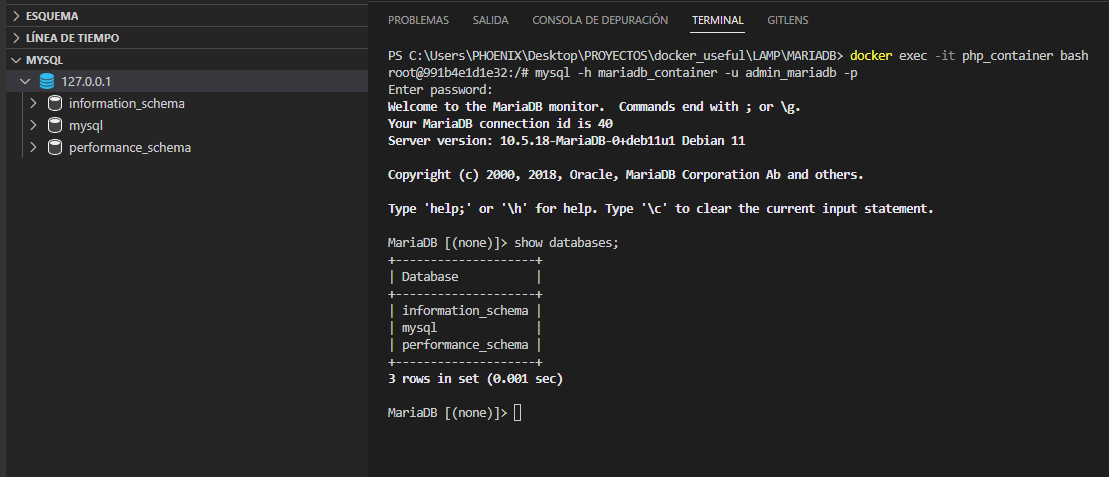 ESQUEMA
LÍNEA DE TIEMPO
MYSQL
127.0.0.1
information_schema
mysql
performance_schema
PROBLEMAS SALIDA CONSOLA DE DEPURACIÓN TERMINAL GITLENS
PS C:\Users\PHOENIX\Desktop\PROYECTOS\docker_useful\LAMP\MARIADB> docker exec -it php_container bash
root@991b4e1d1e32:/# mysql -h mariadb_container -u admin_mariadb -p
Enter password:
Welcome to the MariaDB monitor.  Commands end with ; or \g.
Your MariaDB connection id is 40
Server version: 10.5.18-MariaDB-0+deb11u1 Debian 11
Copyright (c) 2000, 2018, Oracle, MariaDB Corporation Ab and others.
Type 'help;' or '\h' for help. Type '\c' to clear the current input statement.
MariaDB [(none)]> show databases;
+--------------------+
| Database           |
+--------------------+
| information_schema |
| mysql              |
| performance_schema |
+--------------------+
3 rows in set (0.001 sec)
MariaDB [(none)]>